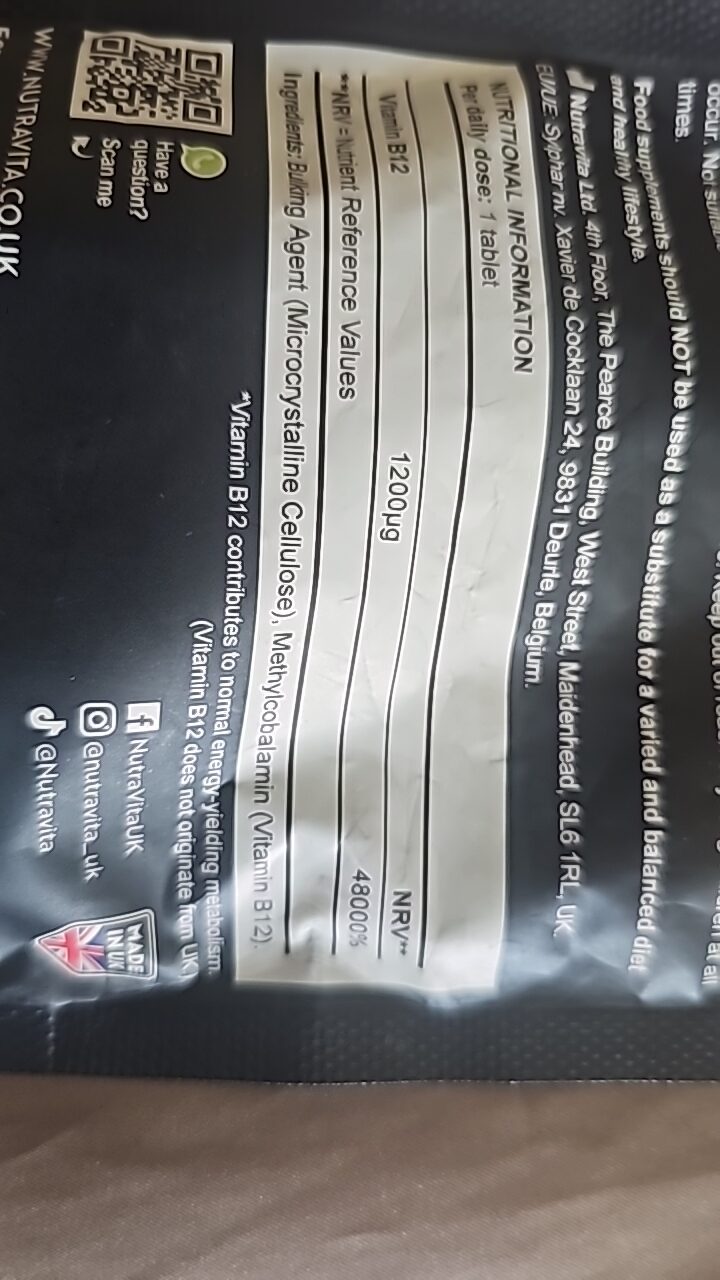 occur. Not
times.
Food supplements should NOT be used as a substitute for a varied and balanced diet
and healthy lifestyle.
Nutravita Ltd. 4th Floor, The Pearce Building, West Street, Maidenhead, SL6 1RL, UK.
EU/UE: Sylphar nv. Xavier de Cocklaan 24, 9831 Deurle, Belgium.
NUTRITIONAL INFORMATION
Per daily dose: 1 tablet
NRV**
Vitamin B12 1200µg 48000%
**NRV = Nutrient Reference Values
Ingredients: Bulking Agent (Microcrystalline Cellulose), Methylcobalamin (Vitamin B12).
*Vitamin B12 contributes to normal energy-yielding metabolism.
(Vitamin B12 does not originate from UK)
Have a
question?
Scan me
NutraVitaUK
@nutravita_uk
@Nutravita
MADE
IN UK
WWW.NUTRAVITA.CO.UK